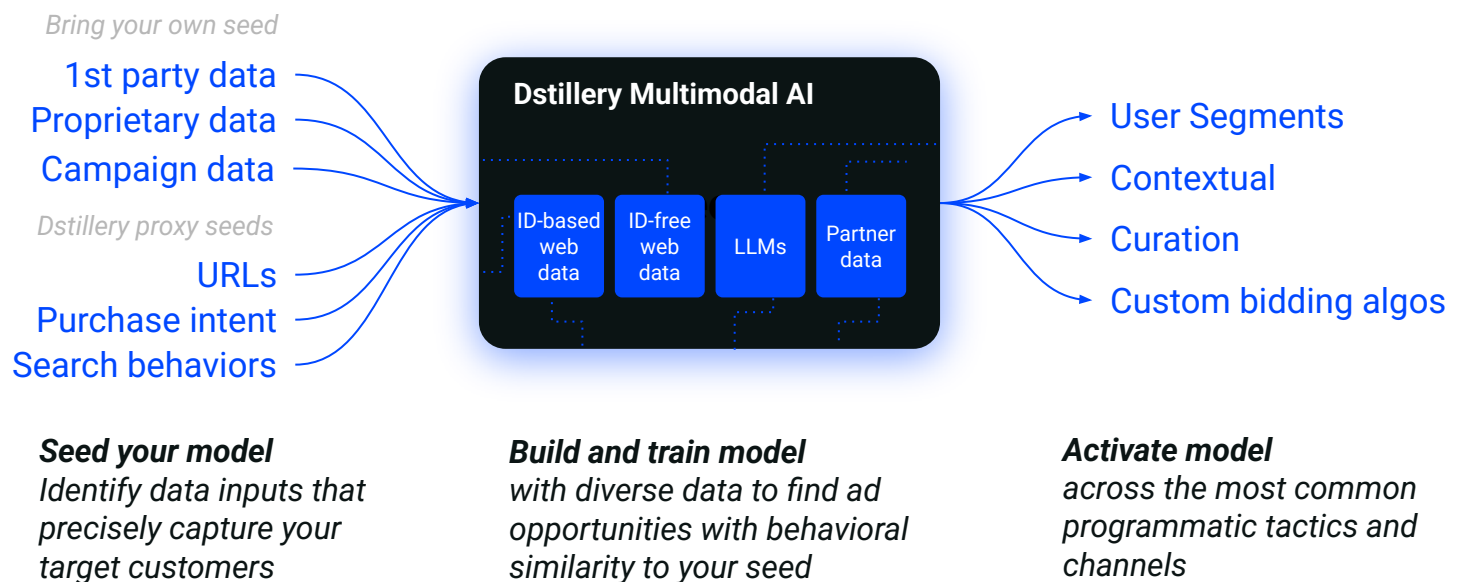 Bring your own seed
1st party data
Proprietary data
Campaign data
Dstillery proxy seeds
URLs
Purchase intent
Search behaviors
Dstillery Multimodal AI
ID-based
web
data
ID-free
web
data
LLMs
Partner
data
User Segments
Contextual
Curation
Custom bidding algos
Seed your model
Identify data inputs that
precisely capture your
target customers
Build and train model
with diverse data to find ad
opportunities with behavioral
similarity to your seed
Activate model
across the most common
programmatic tactics and
channels